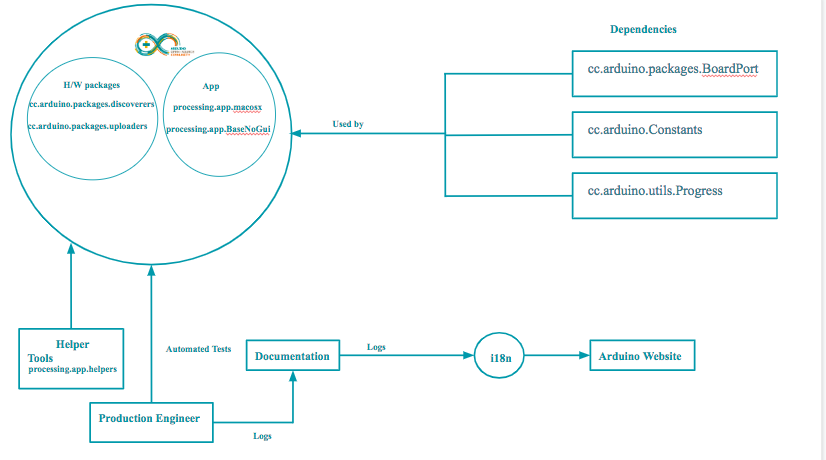 Dependencies
cc.arduino.packages.BoardPort
cc.arduino.Constants
cc.arduino.utils.Progress
Used by
ARDUINO
H/W packages
cc.arduino.packages.discoverers
cc.arduino.packages.uploaders
App
processing.app.macosx
processing.app.BaseNoGui
Helper
Tools
processing.app.helpers
Automated Tests
Production Engineer
Logs
Documentation
Logs
i18n
Arduino Website